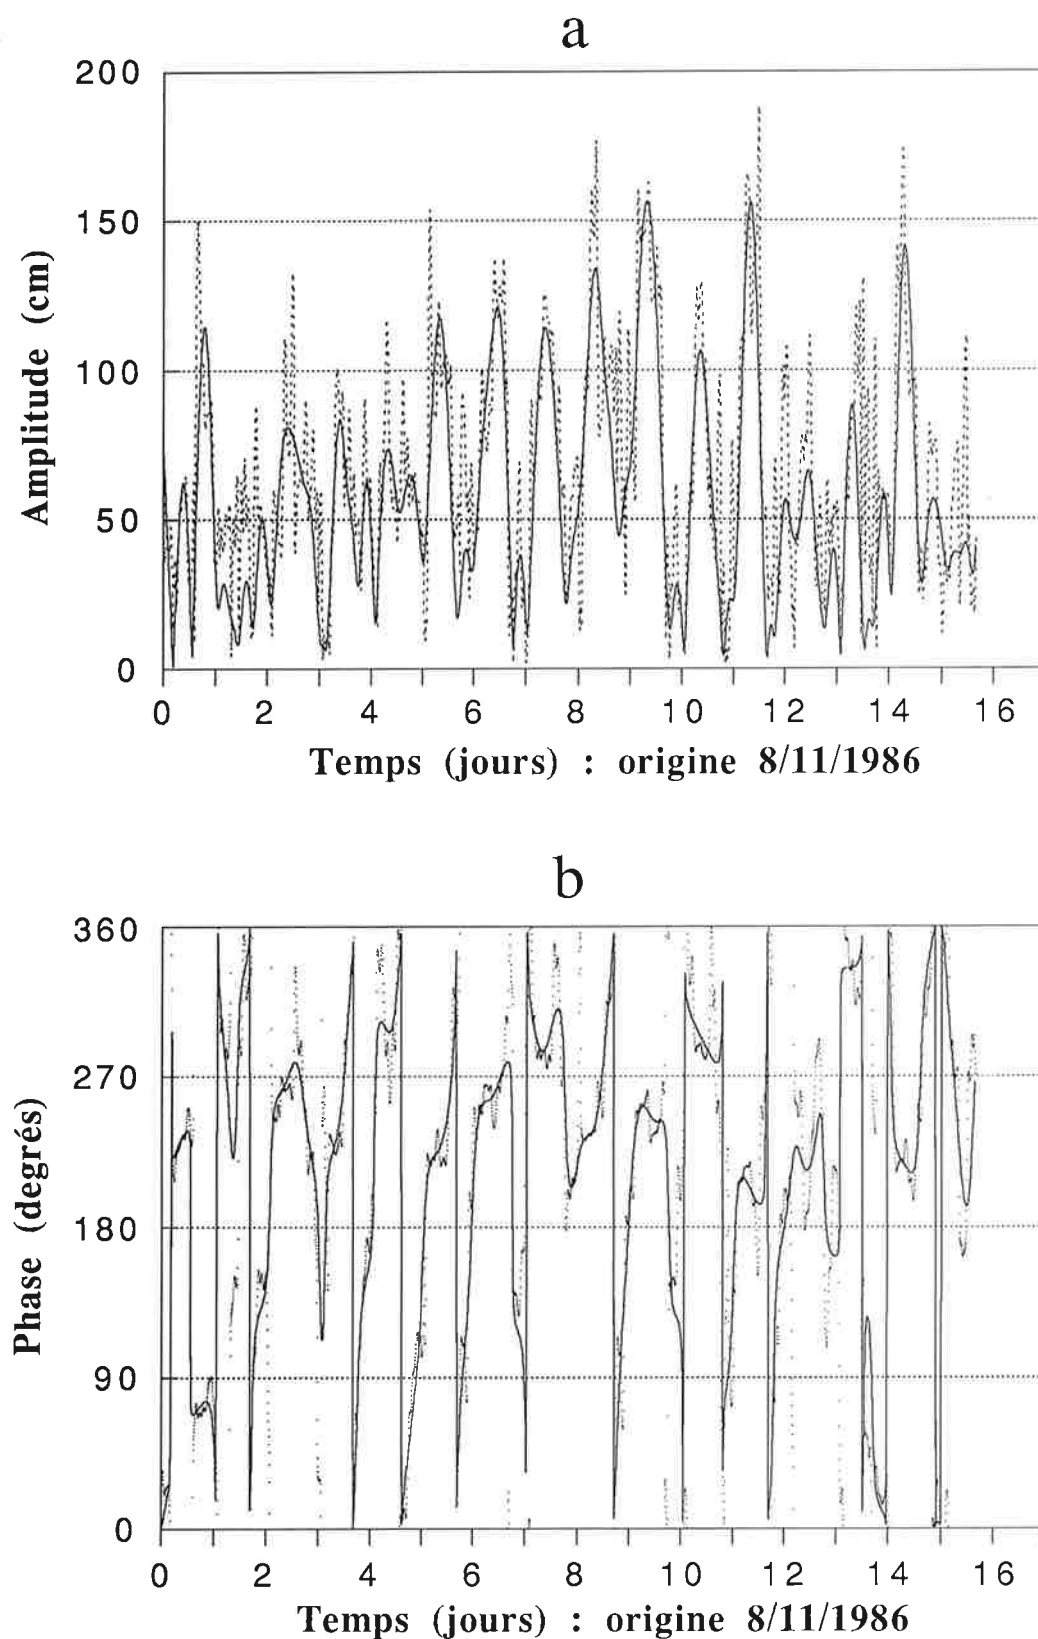 a
200
150
100
50
0
Amplitude (cm)
0 2 4 6 8 10 12 14 16
Temps (jours) : origine 8/11/1986
b
360
270
180
90
0
Phase (degrés)
0 2 4 6 8 10 12 14 16
Temps (jours) : origine 8/11/1986